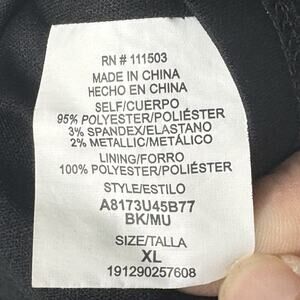 RN # 111503
MADE IN CHINA
HECHO EN CHINA
SELF/CUERPO
95% POLYESTER/POLIÉSTER
3% SPANDEX/ELASTANO
2% METALLIC/METÁLICO
LINING/FORRO
100% POLYESTER/POLIÉSTER
STYLE/ESTILO
A8173U45B77
BK/MU
SIZE/TALLA
XL
191290257608